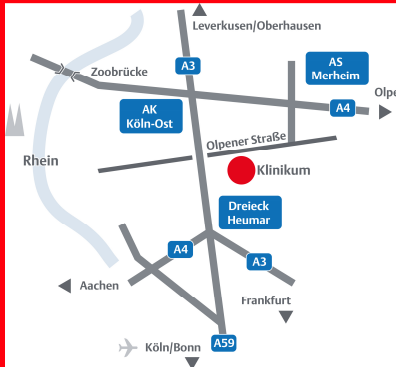 Leverkusen/Oberhausen
A3
AS
Merheim
Zoobrücke
Olpe
A4
AK
Köln-Ost
Olpener Straße
Rhein
Klinikum
Dreieck
Heumar
A4
A3
Aachen
Frankfurt
Köln/Bonn
A59